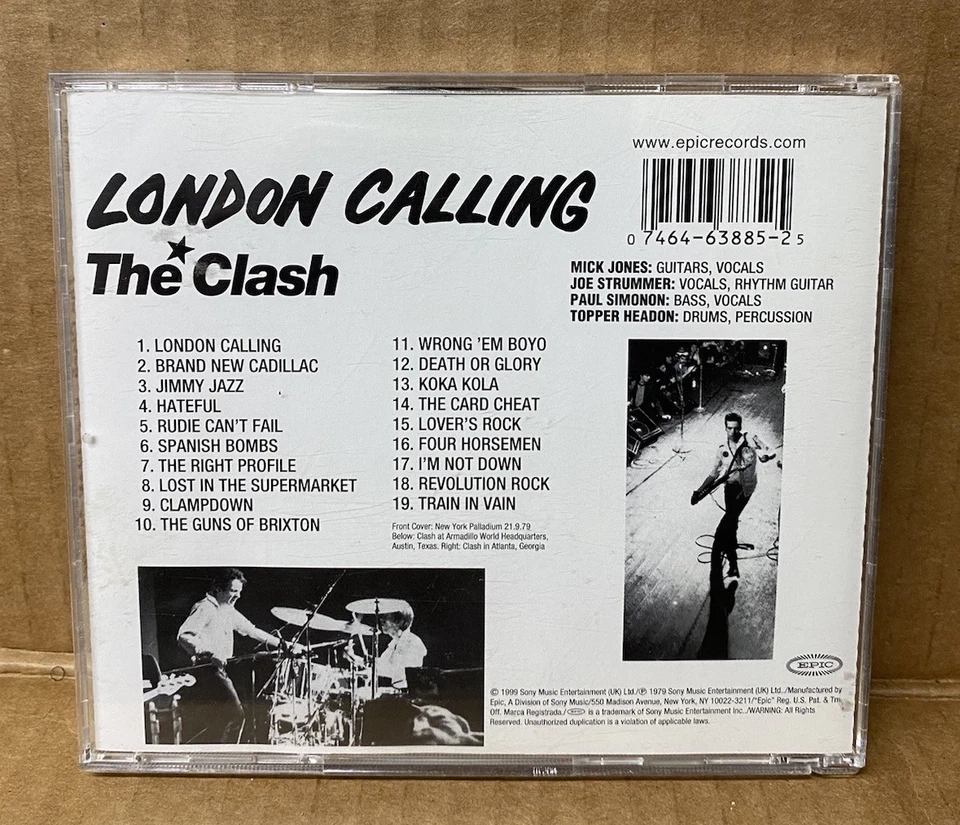 www.epicrecords.com
LONDON CALLING
The Clash
0 7464-63885-2 5
MICK JONES: GUITARS, VOCALS
JOE STRUMMER: VOCALS, RHYTHM GUITAR
PAUL SIMONON: BASS, VOCALS
TOPPER HEADON: DRUMS, PERCUSSION
1. LONDON CALLING
2. BRAND NEW CADILLAC
3. JIMMY JAZZ
4. HATEFUL
5. RUDIE CAN'T FAIL
6. SPANISH BOMBS
7. THE RIGHT PROFILE
8. LOST IN THE SUPERMARKET
9. CLAMPDOWN
10. THE GUNS OF BRIXTON
11. WRONG 'EM BOYO
12. DEATH OR GLORY
13. KOKA KOLA
14. THE CARD CHEAT
15. LOVER'S ROCK
16. FOUR HORSEMEN
17. I'M NOT DOWN
18. REVOLUTION ROCK
19. TRAIN IN VAIN
Front Cover: New York Palladium 21.9.79
Below: Clash at Armadillo World Headquarters,
Austin, Texas. Right: Clash in Atlanta, Georgia
EPIC
© 1999 Sony Music Entertainment (UK) Ltd./℗ 1979 Sony Music Entertainment (UK) Ltd./Manufactured by
Epic, A Division of Sony Music/550 Madison Avenue, New York, NY 10022-3211/"Epic" Reg. U.S. Pat. & Tm.
Off. Marca Registrada./EPIC is a trademark of Sony Music Entertainment Inc./WARNING: All Rights
Reserved. Unauthorized duplication is a violation of applicable laws.